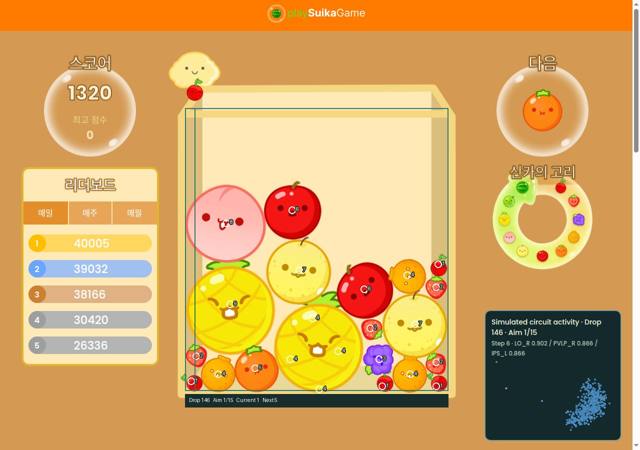 playSuikaGame
스코어
1320
최고 점수
0
다음
리더보드
매일
매주
매월
1
40005
2
39032
3
38166
4
30420
5
26336
산카의 고리
Simulated circuit activity · Drop
146 · Aim 1/15
Step 6 · LO_R 0.902 / PVLP_R 0.866 /
IPS_L 0.866
Drop 146 Aim 1/15 Current 1 Next 5